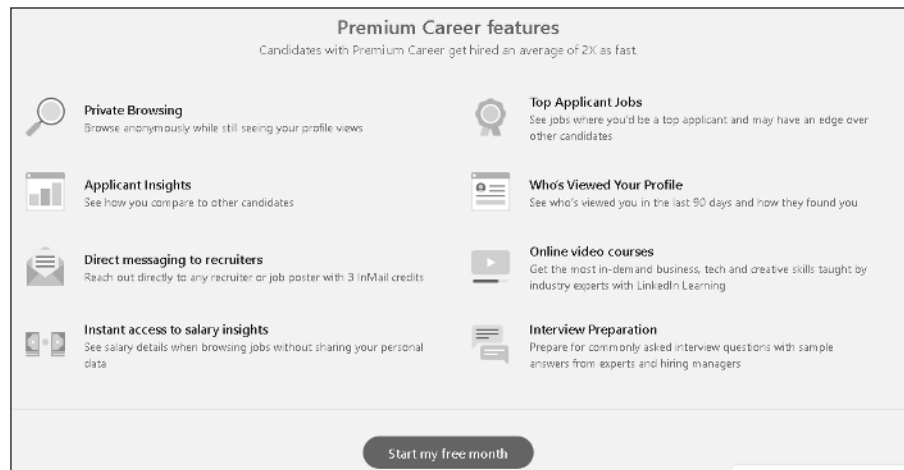 Premium Career features
Candidates with Premium Career get hired an average of 2X as fast
Private Browsing
Browse anonymously while still seeing your profile views
Applicant Insights
See how you compare to other candidates
Direct messaging to recruiters
Reach out directly to any recruiter or job poster with 3 InMail credits
Instant access to salary insights
See salary details when browsing jobs without sharing your personal
data
Top Applicant Jobs
See jobs where you'd be a top applicant and may have an edge over
other candidates
Who's Viewed Your Profile
See who's viewed you in the last 90 days and how they found you
Online video courses
Get the most in-demand business, tech and creative skills taught by
industry experts with LinkedIn Learning
Interview Preparation
Prepare for commonly asked interview questions with sample
answers from experts and hiring managers
Start my free month